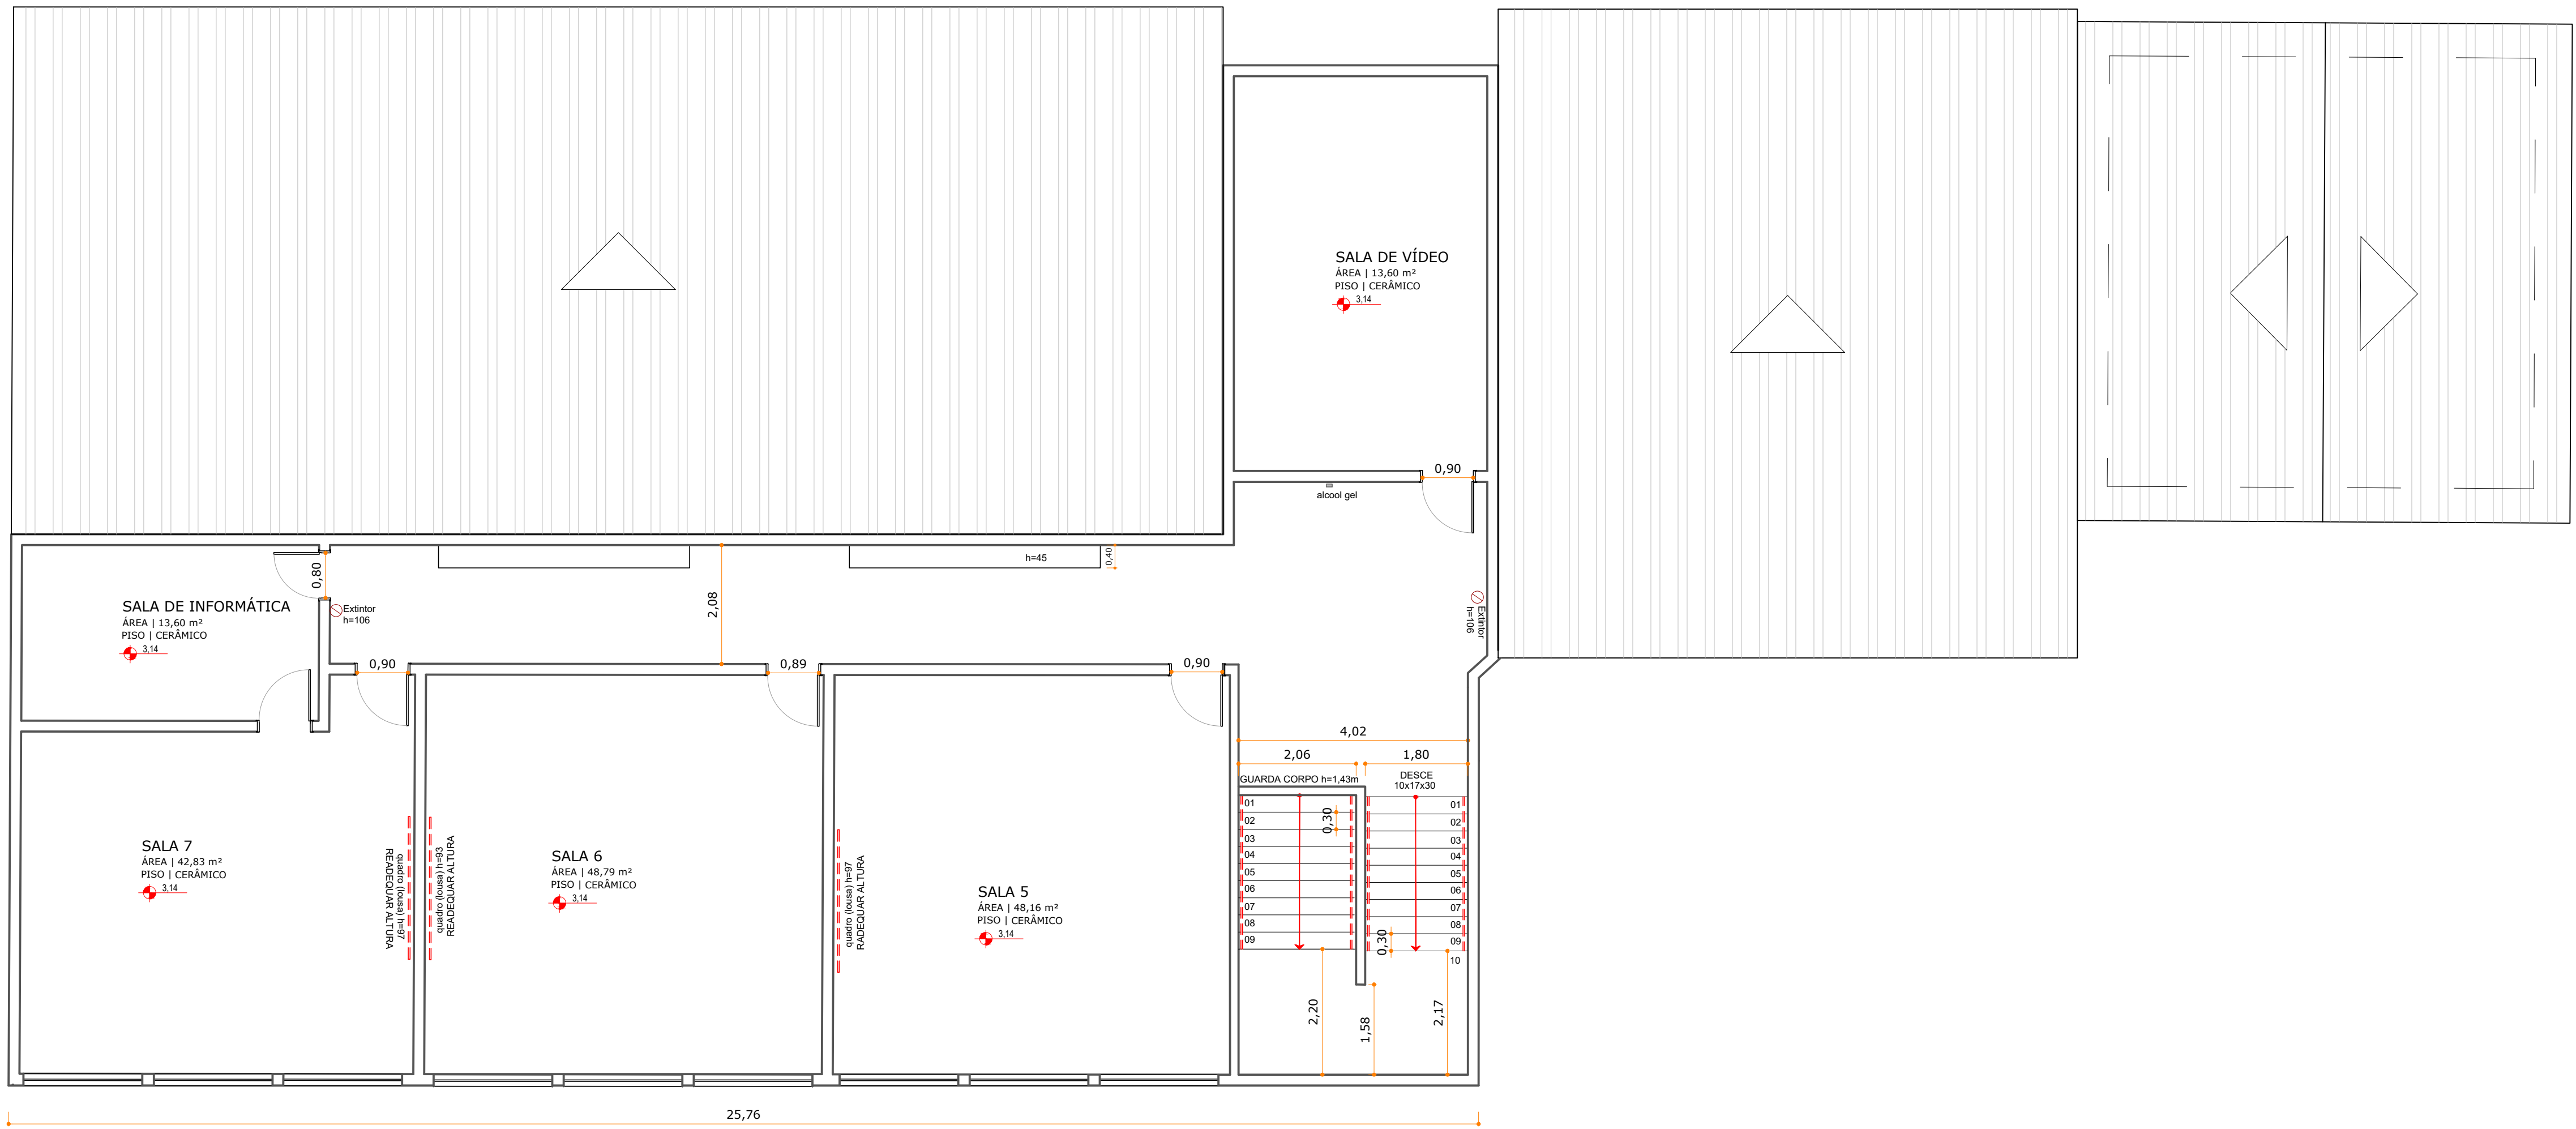 SALA DE VÍDEO
ÁREA | 13,60 m²
PISO | CERÂMICO
3,14
0,90
alcool gel
h=45
0,40
0,80
2,08
SALA DE INFORMÁTICA
ÁREA | 13,60 m²
PISO | CERÂMICO
3,14
Extintor
h=106
Extintor
h=106
0,90
0,89
0,90
4,02
2,06
1,80
GUARDA CORPO h=1,43m
DESCE
10x17x30
01
02
03
04
05
06
07
08
09
0,30
01
02
03
04
05
06
07
08
09
10
0,30
SALA 7
ÁREA | 42,83 m²
PISO | CERÂMICO
3,14
quadro (lousa) h=97
READEQUAR ALTURA
quadro (lousa) h=93
READEQUAR ALTURA
SALA 6
ÁREA | 48,79 m²
PISO | CERÂMICO
3,14
quadro (lousa) h=97
RADEQUAR ALTURA
SALA 5
ÁREA | 48,16 m²
PISO | CERÂMICO
3,14
2,20
1,58
2,17
25,76